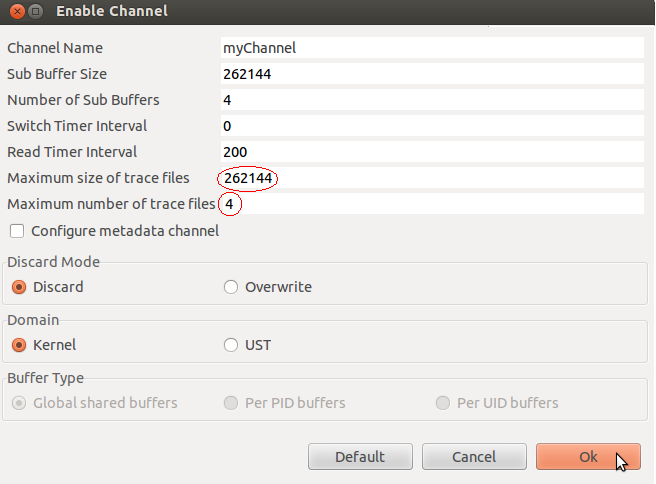 Enable Channel
Channel Name myChannel
Sub Buffer Size 262144
Number of Sub Buffers 4
Switch Timer Interval 0
Read Timer Interval 200
Maximum size of trace files 262144
Maximum number of trace files 4
Configure metadata channel
Discard Mode
Discard Overwrite
Domain
Kernel UST
Buffer Type
Global shared buffers Per PID buffers Per UID buffers
Default Cancel Ok